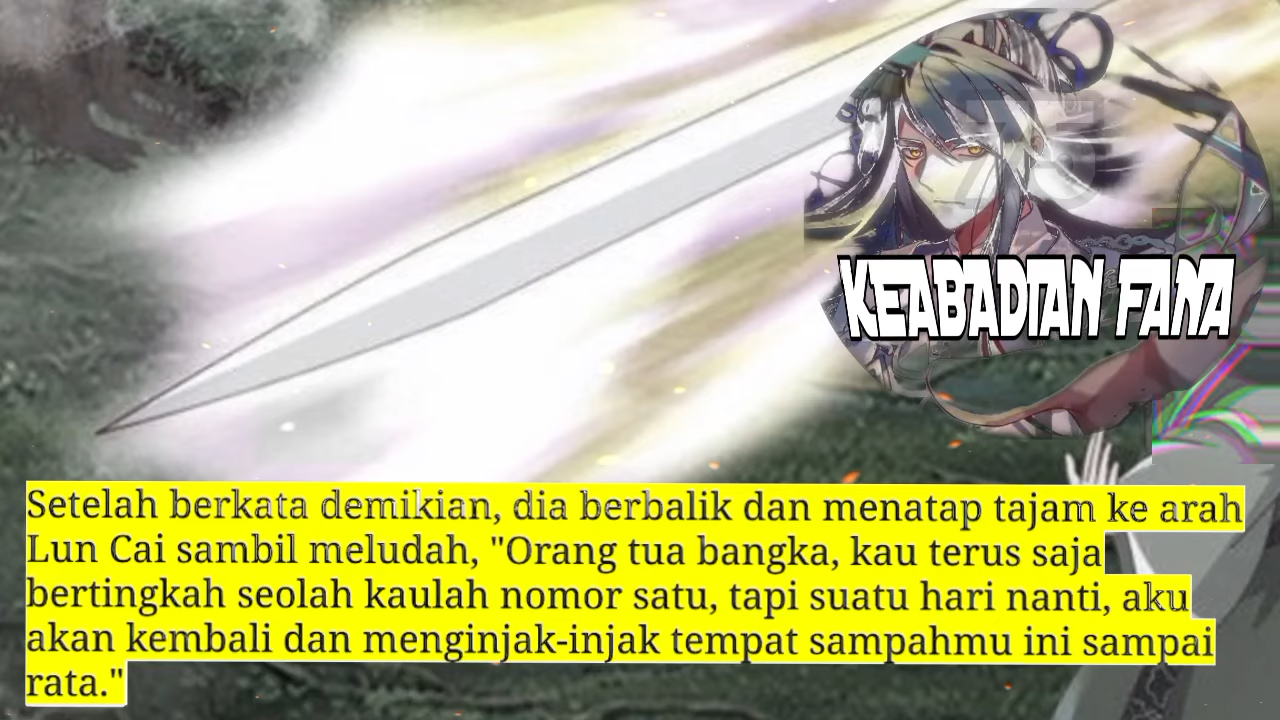 KEABADIAN FANA
Setelah berkata demikian, dia berbalik dan menatap tajam ke arah
Lun Cai sambil meludah, "Orang tua bangka, kau terus saja
bertingkah seolah kaulah nomor satu, tapi suatu hari nanti, aku
akan kembali dan menginjak-injak tempat sampahmu ini sampai
rata."